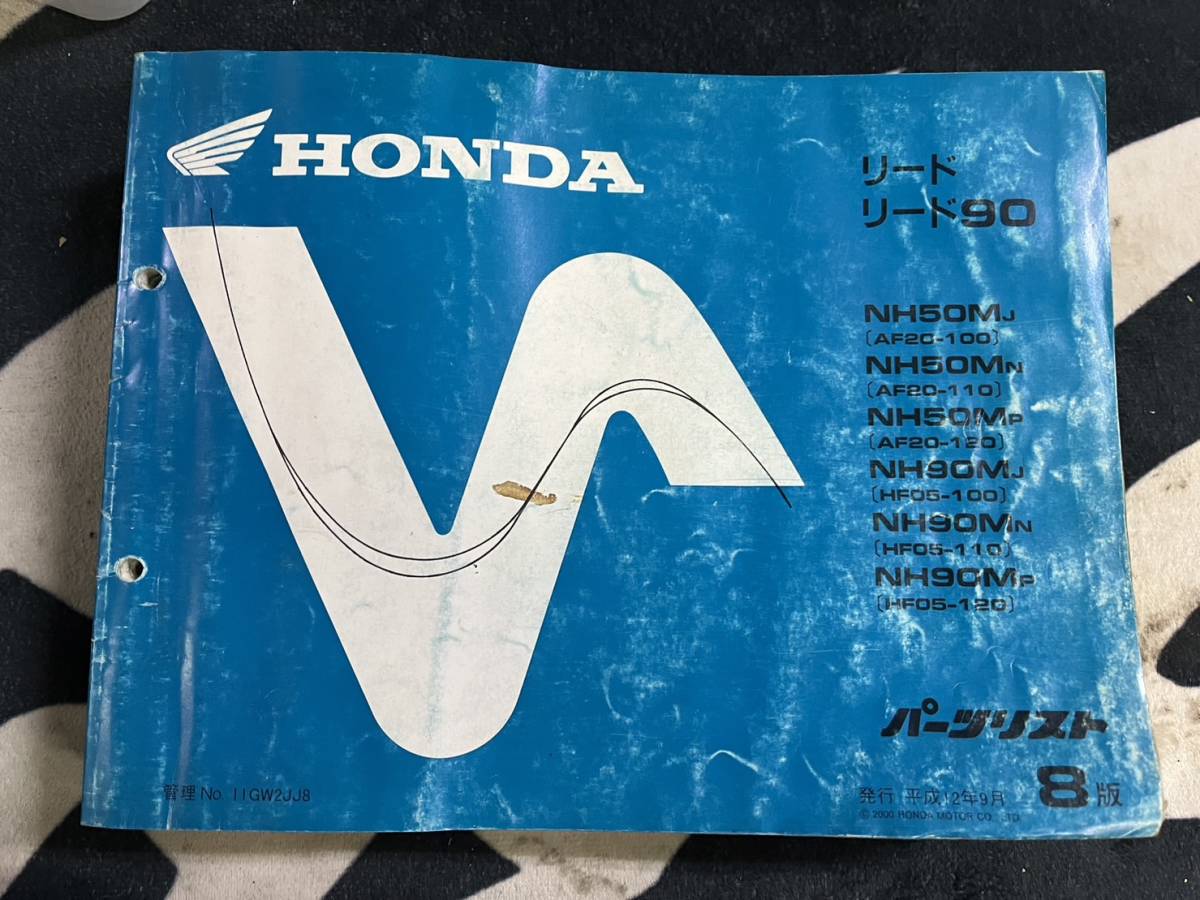 HONDA
リード
リード90
NH50MJ
〔AF20-100〕
NH50MN
〔AF20-110〕
NH50MP
〔AF20-120〕
NH90MJ
〔HF05-100〕
NH90MN
〔HF05-110〕
NH90MP
〔HF05-120〕
パーツリスト
管理No. 11GW2JJ8
発行 平成12年9月 8版
© 2000 HONDA MOTOR CO., LTD.